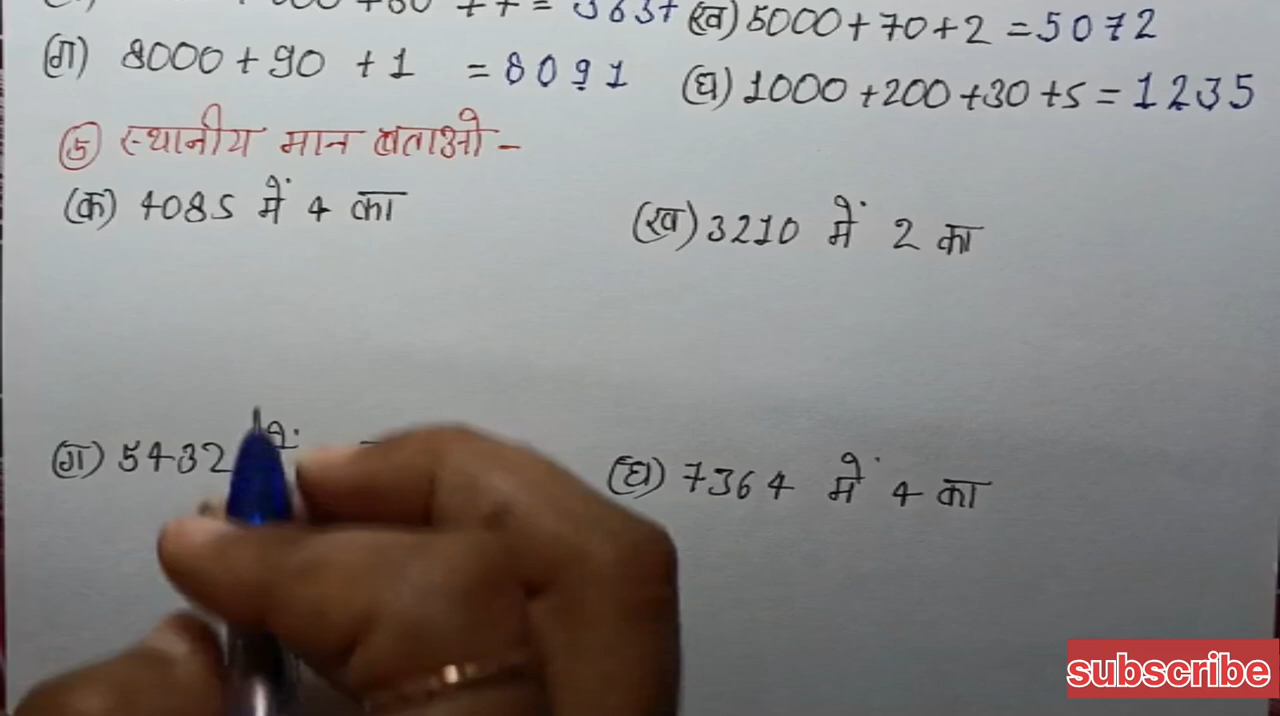 = 3637 (ख) 5000+70+2 =5072
(ग) 8000+90 +1 =8091
(घ) 1000+200+30+5=1235
(5) स्थानीय मान बताओ-
(क) 4085 में 4 का
(ख) 3210 में 2 का
(ग) 5432
(घ) 7364 में 4 का
subscribe